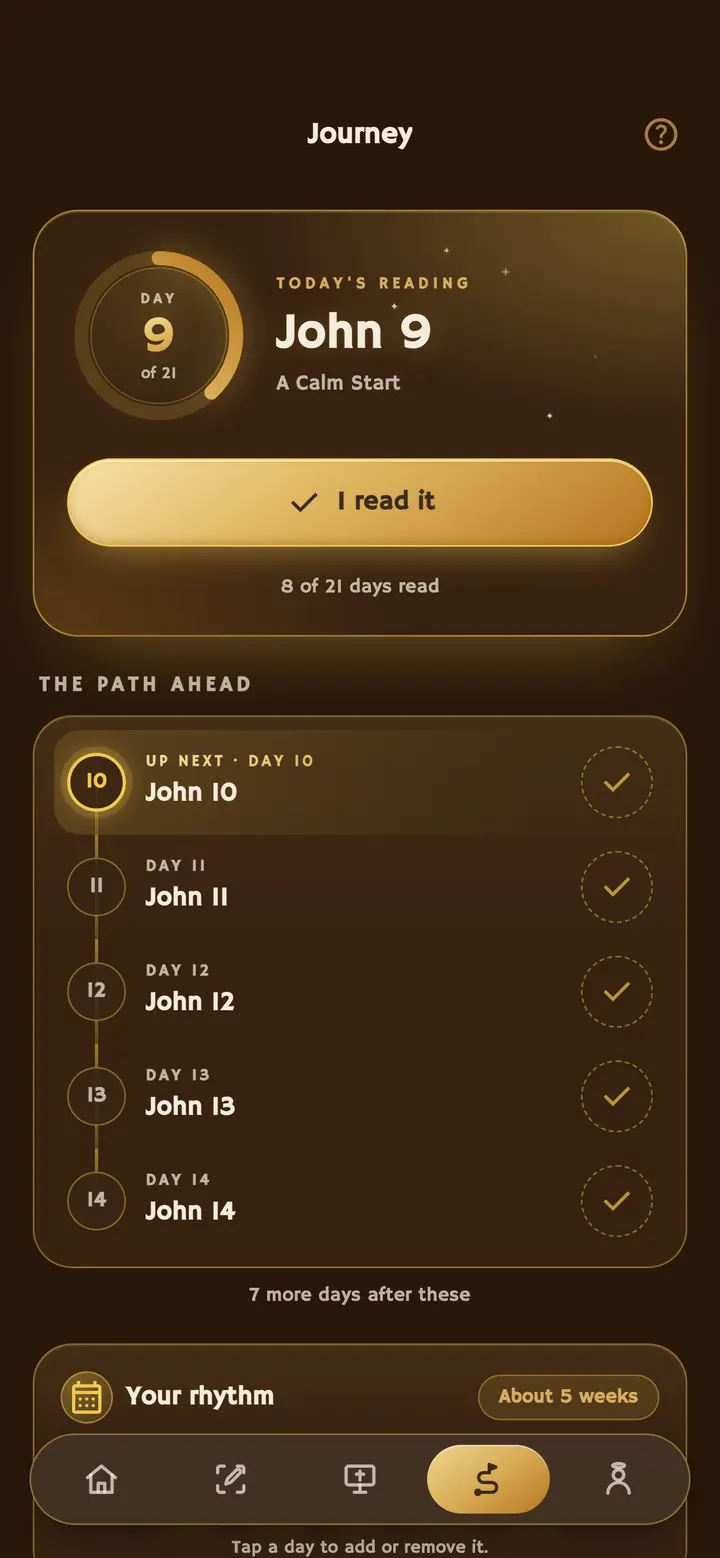 Journey
DAY
9
of 21
TODAY'S READING
John 9
A Calm Start
I read it
8 of 21 days read
THE PATH AHEAD
10
UP NEXT · DAY 10
John 10
11
DAY 11
John 11
12
DAY 12
John 12
13
DAY 13
John 13
14
DAY 14
John 14
7 more days after these
Your rhythm
About 5 weeks
Tap a day to add or remove it.